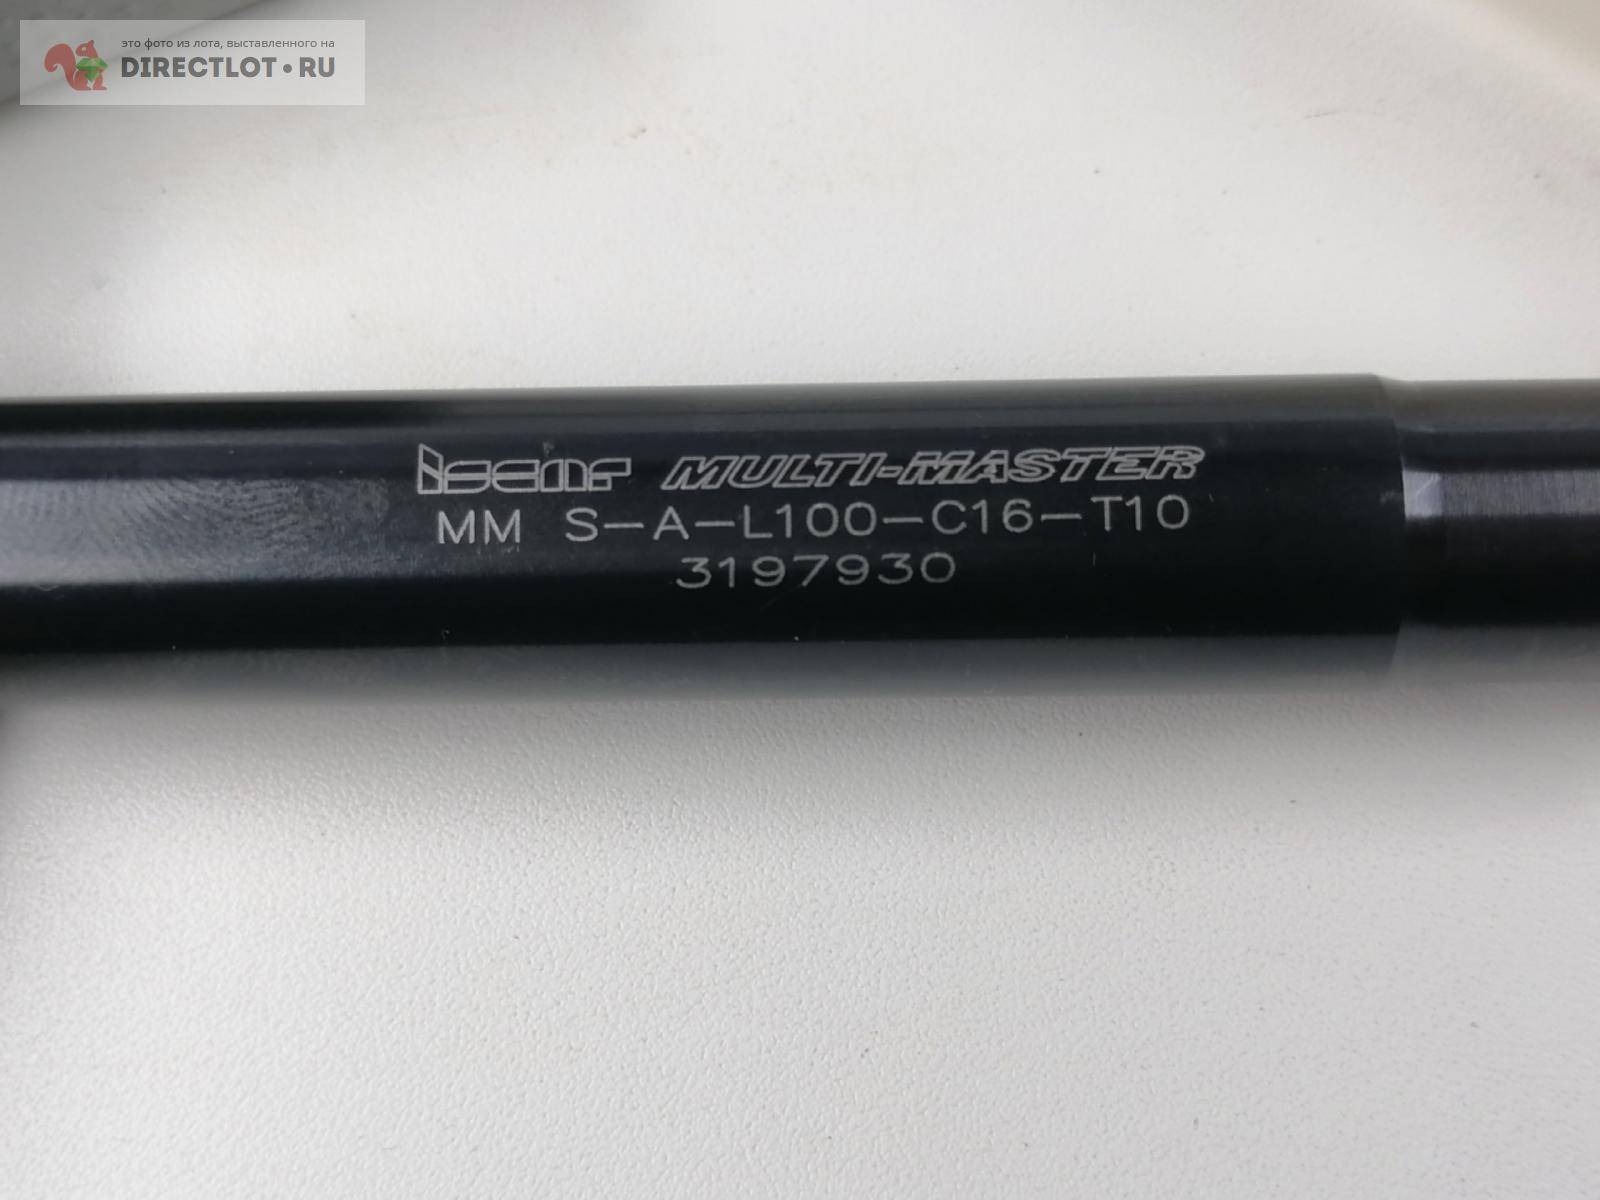 это фото из лота, выставленного на
DIRECTLOT•RU
iscar MULTI-MASTER
MM S-A-L100-C16-T10
3197930